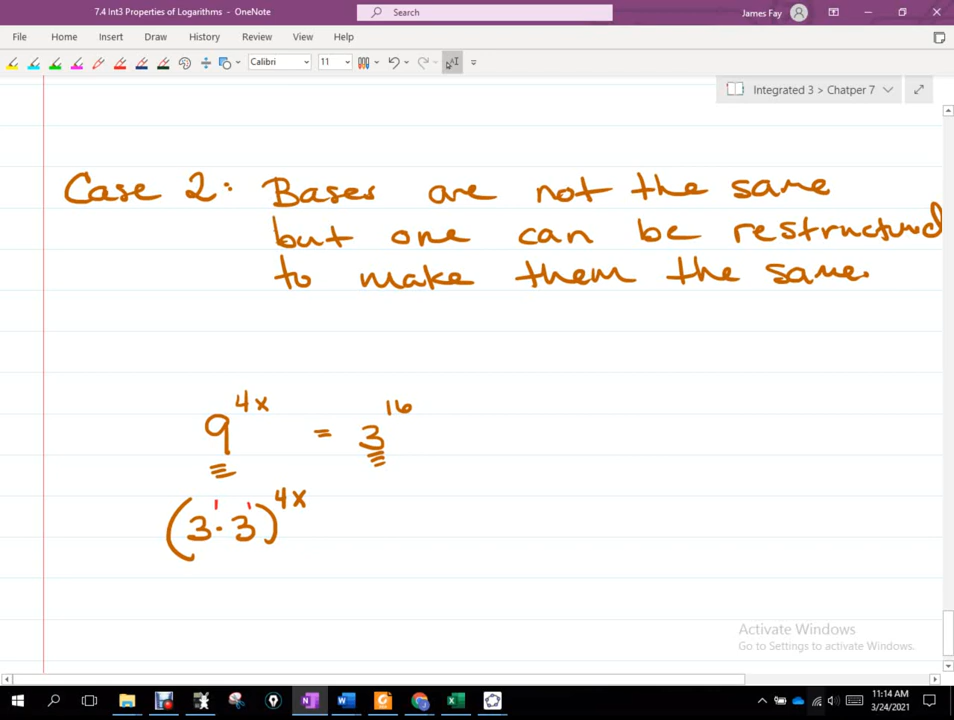 7.4 Int3 Properties of Logarithms - OneNote
Search
James Fay
File Home Insert Draw History Review View Help
Calibri 11
Integrated 3 > Chatper 7
Case 2: Bases are not the same
but one can be restructured
to make them the same.
9^4x = 3^16
(3^1 · 3^1)^4x
Activate Windows
Go to Settings to activate Windows.
11:14 AM
3/24/2021